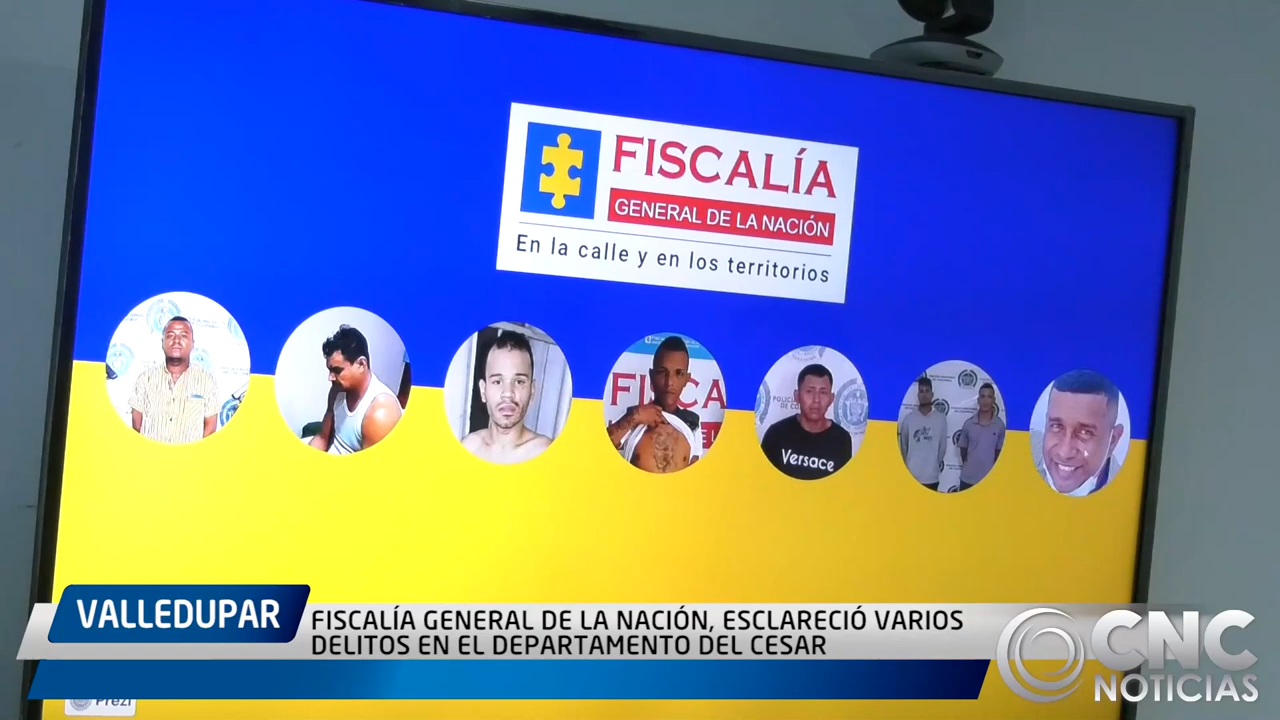 FISCALÍA
GENERAL DE LA NACIÓN
En la calle y en los territorios
FISCA
Versace
VALLEDUPAR
FISCALÍA GENERAL DE LA NACIÓN, ESCLARECIÓ VARIOS
DELITOS EN EL DEPARTAMENTO DEL CESAR
CNC
NOTICIAS
Prezi